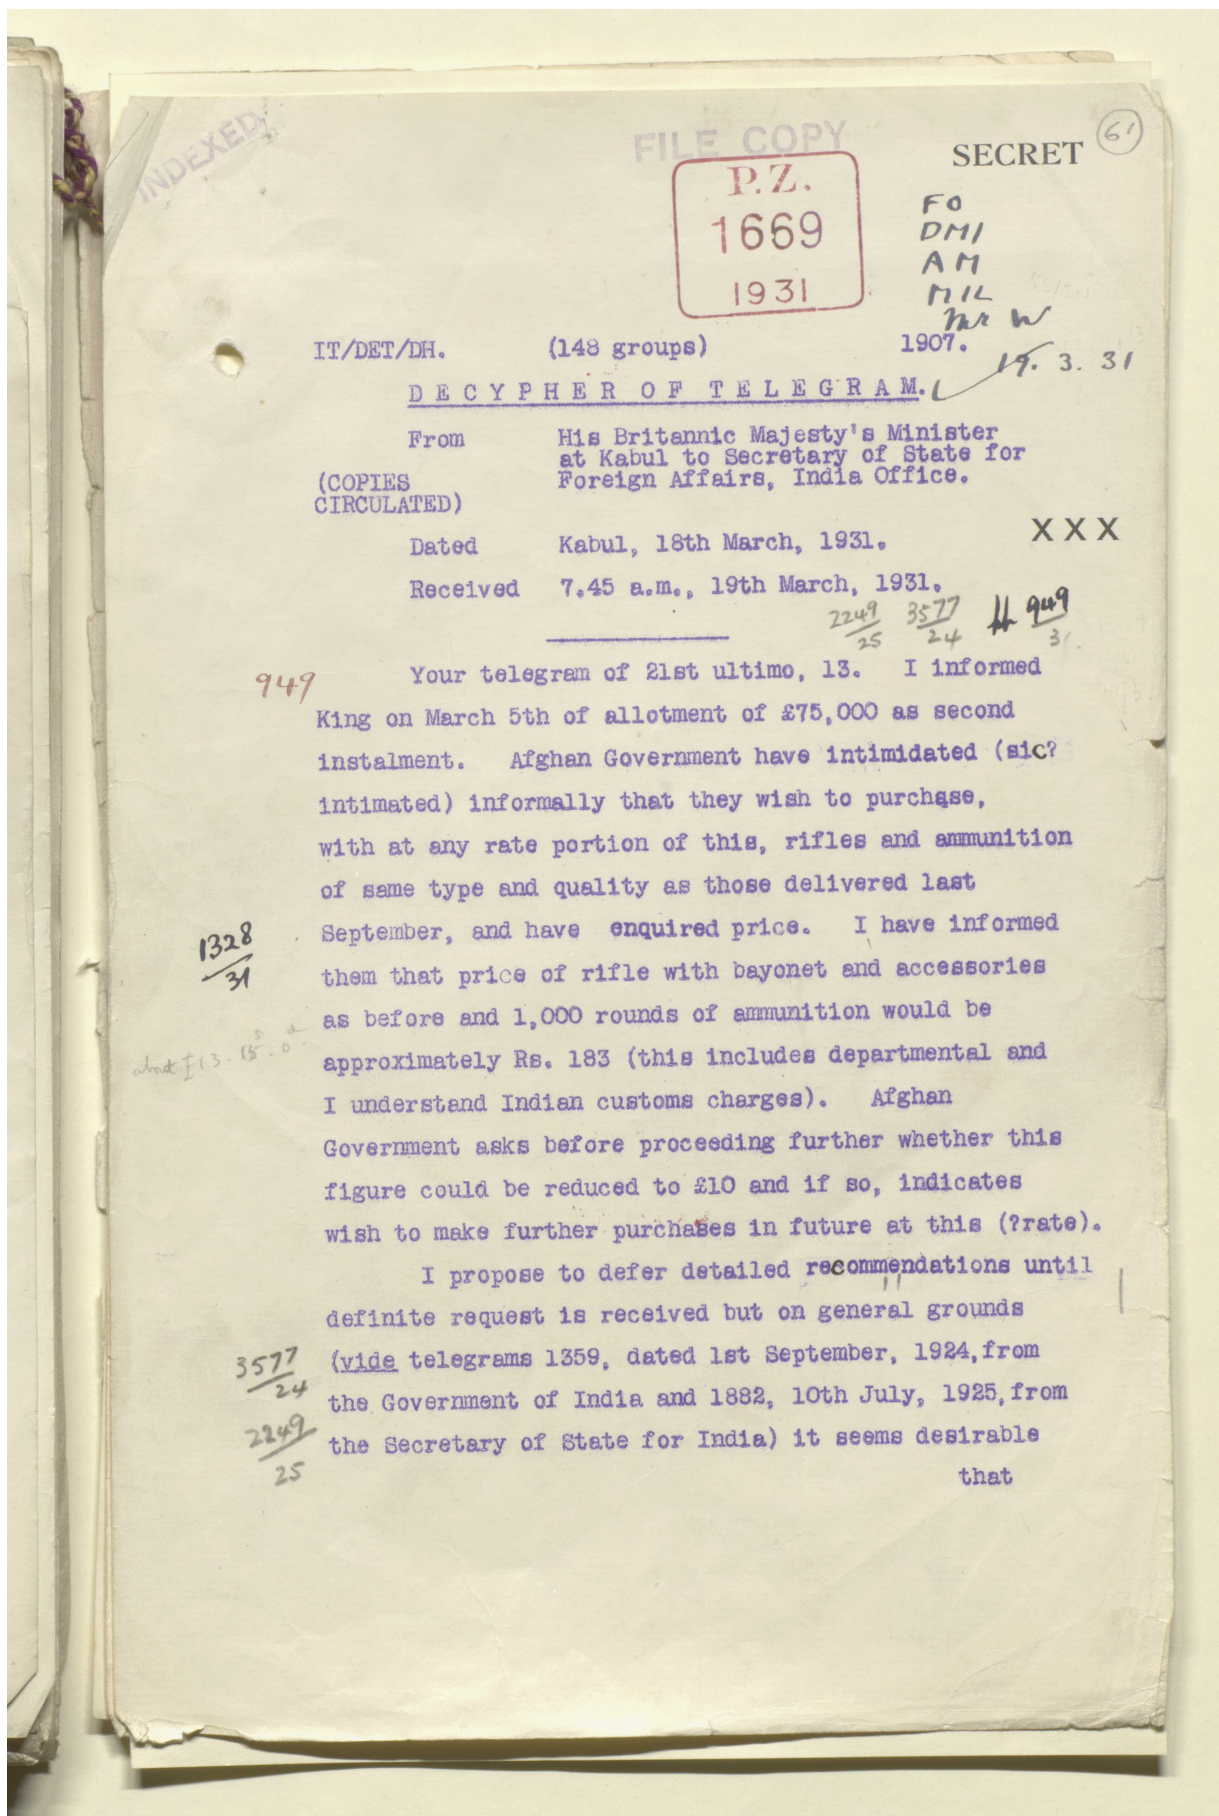 INDEXED
FILE COPY
SECRET
61
P.Z.
1669
1931
FO
DMI
AM
MIL
Mr W
19.3.31
IT/DET/DH. (148 groups) 1907.
DECYPHER OF TELEGRAM.
From His Britannic Majesty's Minister
at Kabul to Secretary of State for
Foreign Affairs, India Office.
(COPIES
CIRCULATED)
XXX
Dated Kabul, 18th March, 1931.
Received 7.45 a.m., 19th March, 1931.
2249/25 3577/24 949/31
949
Your telegram of 21st ultimo, 13. I informed
King on March 5th of allotment of £75,000 as second
instalment. Afghan Government have intimidated (sic?
intimated) informally that they wish to purchase,
with at any rate portion of this, rifles and ammunition
of same type and quality as those delivered last
September, and have enquired price. I have informed
1328/31
them that price of rifle with bayonet and accessories
as before and 1,000 rounds of ammunition would be
about £13-15s-0d
approximately Rs. 183 (this includes departmental and
I understand Indian customs charges). Afghan
Government asks before proceeding further whether this
figure could be reduced to £10 and if so, indicates
wish to make further purchases in future at this (?rate).
I propose to defer detailed recommendations until
definite request is received but on general grounds
3577/24
(vide telegrams 1359, dated 1st September, 1924,from
the Government of India and 1882, 10th July, 1925,from
2249/25
the Secretary of State for India) it seems desirable
that